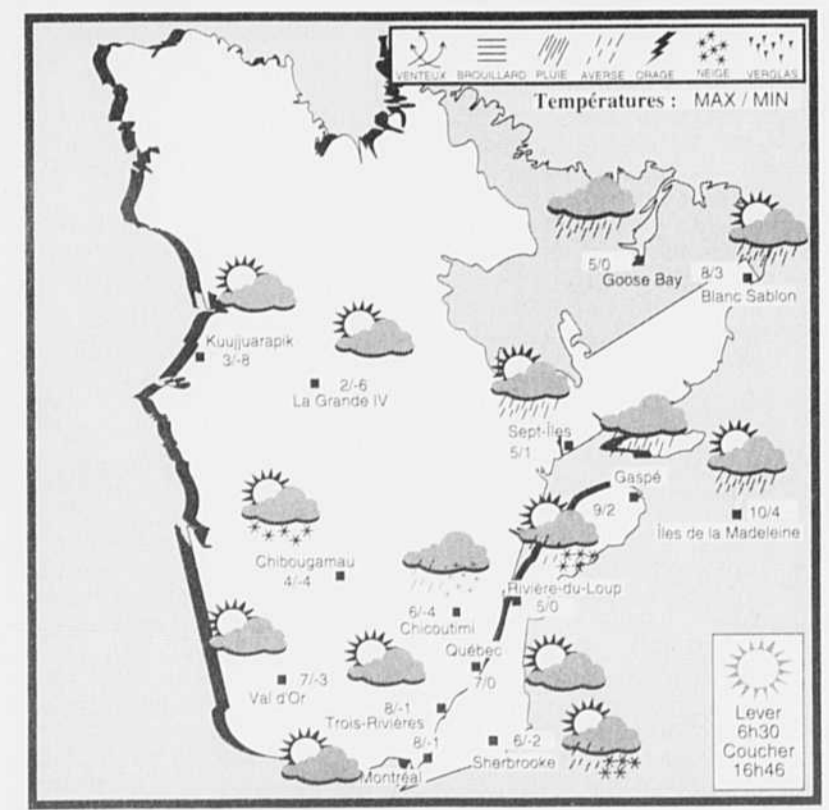 VENTEUX BROUILLARD PLUIE AVERSE ORAGE NEIGE VERGLAS
Températures : MAX / MIN
5/0
Goose Bay
8/3
Blanc Sablon
Kuujjuarapik
3/-8
2/-6
La Grande IV
Sept-Îles
5/1
Gaspé
9/2
10/4
Îles de la Madeleine
Chibougamau
4/-4
Rivière-du-Loup
5/0
6/-4
Chicoutimi
Québec
7/0
7/-3
Val d'Or
8/-1
Trois-Rivières
8/-1
Montréal
6/-2
Sherbrooke
Lever
6h30
Coucher
16h46